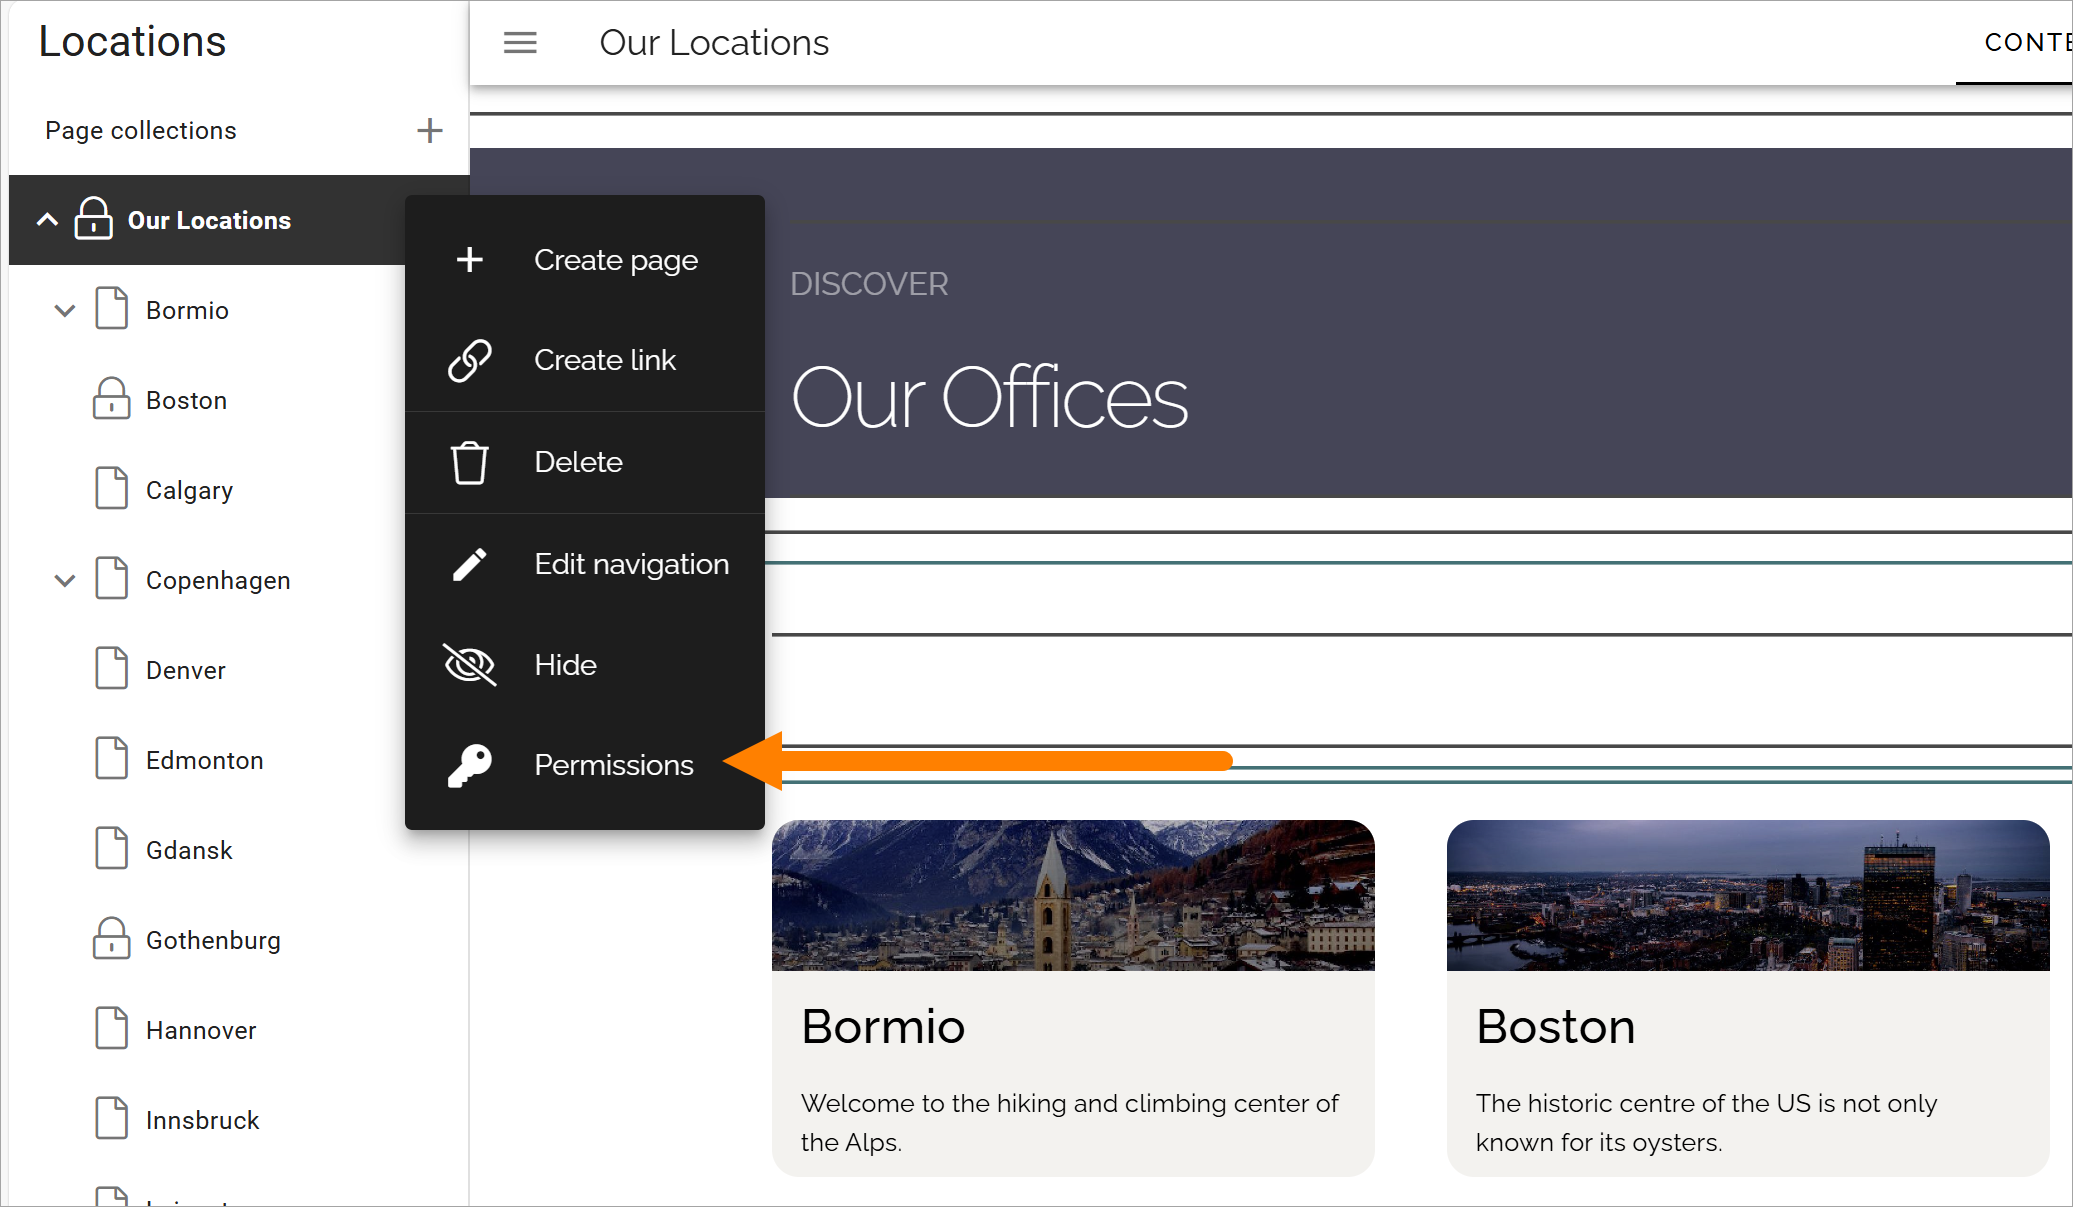 Locations
Page collections
Our Locations
Bormio
Boston
Calgary
Copenhagen
Denver
Edmonton
Gdansk
Gothenburg
Hannover
Innsbruck
Create page
Create link
Delete
Edit navigation
Hide
Permissions
Our Locations
DISCOVER
Our Offices
Bormio
Welcome to the hiking and climbing center of
the Alps.
Boston
The historic centre of the US is not only
known for its oysters.